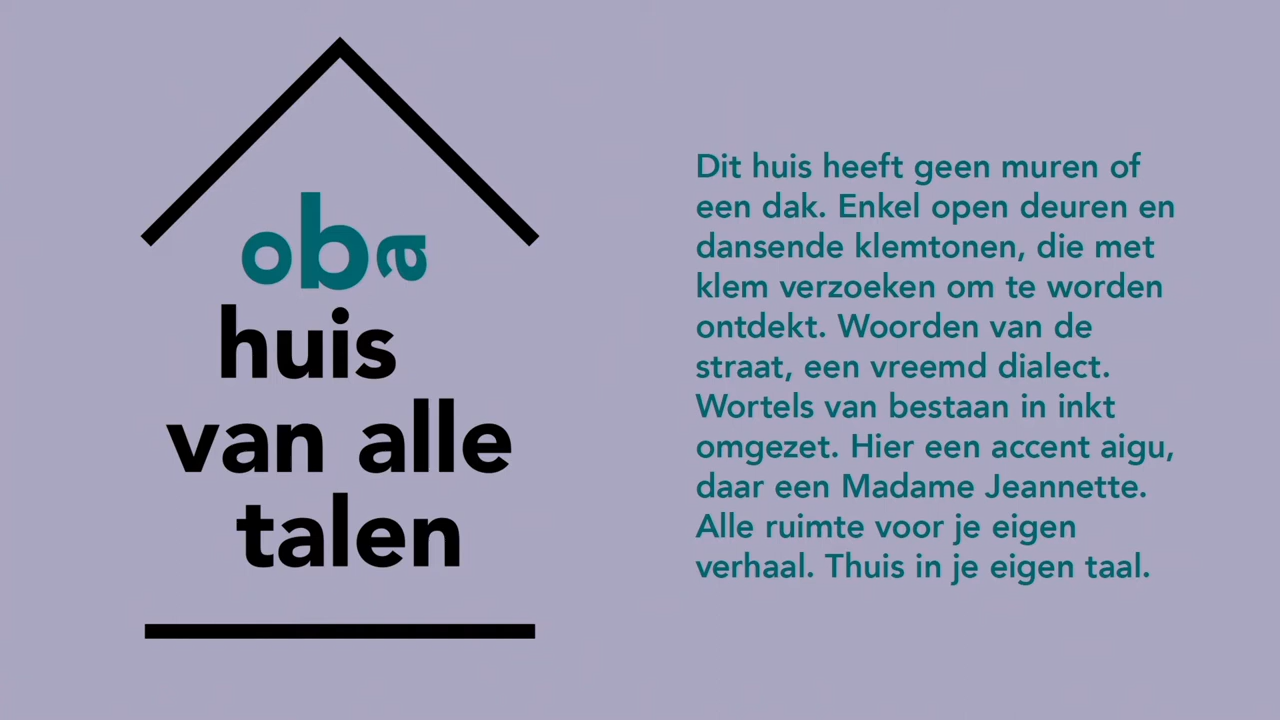 oba
huis
van alle
talen
Dit huis heeft geen muren of
een dak. Enkel open deuren en
dansende klemtonen, die met
klem verzoeken om te worden
ontdekt. Woorden van de
straat, een vreemd dialect.
Wortels van bestaan in inkt
omgezet. Hier een accent aigu,
daar een Madame Jeannette.
Alle ruimte voor je eigen
verhaal. Thuis in je eigen taal.